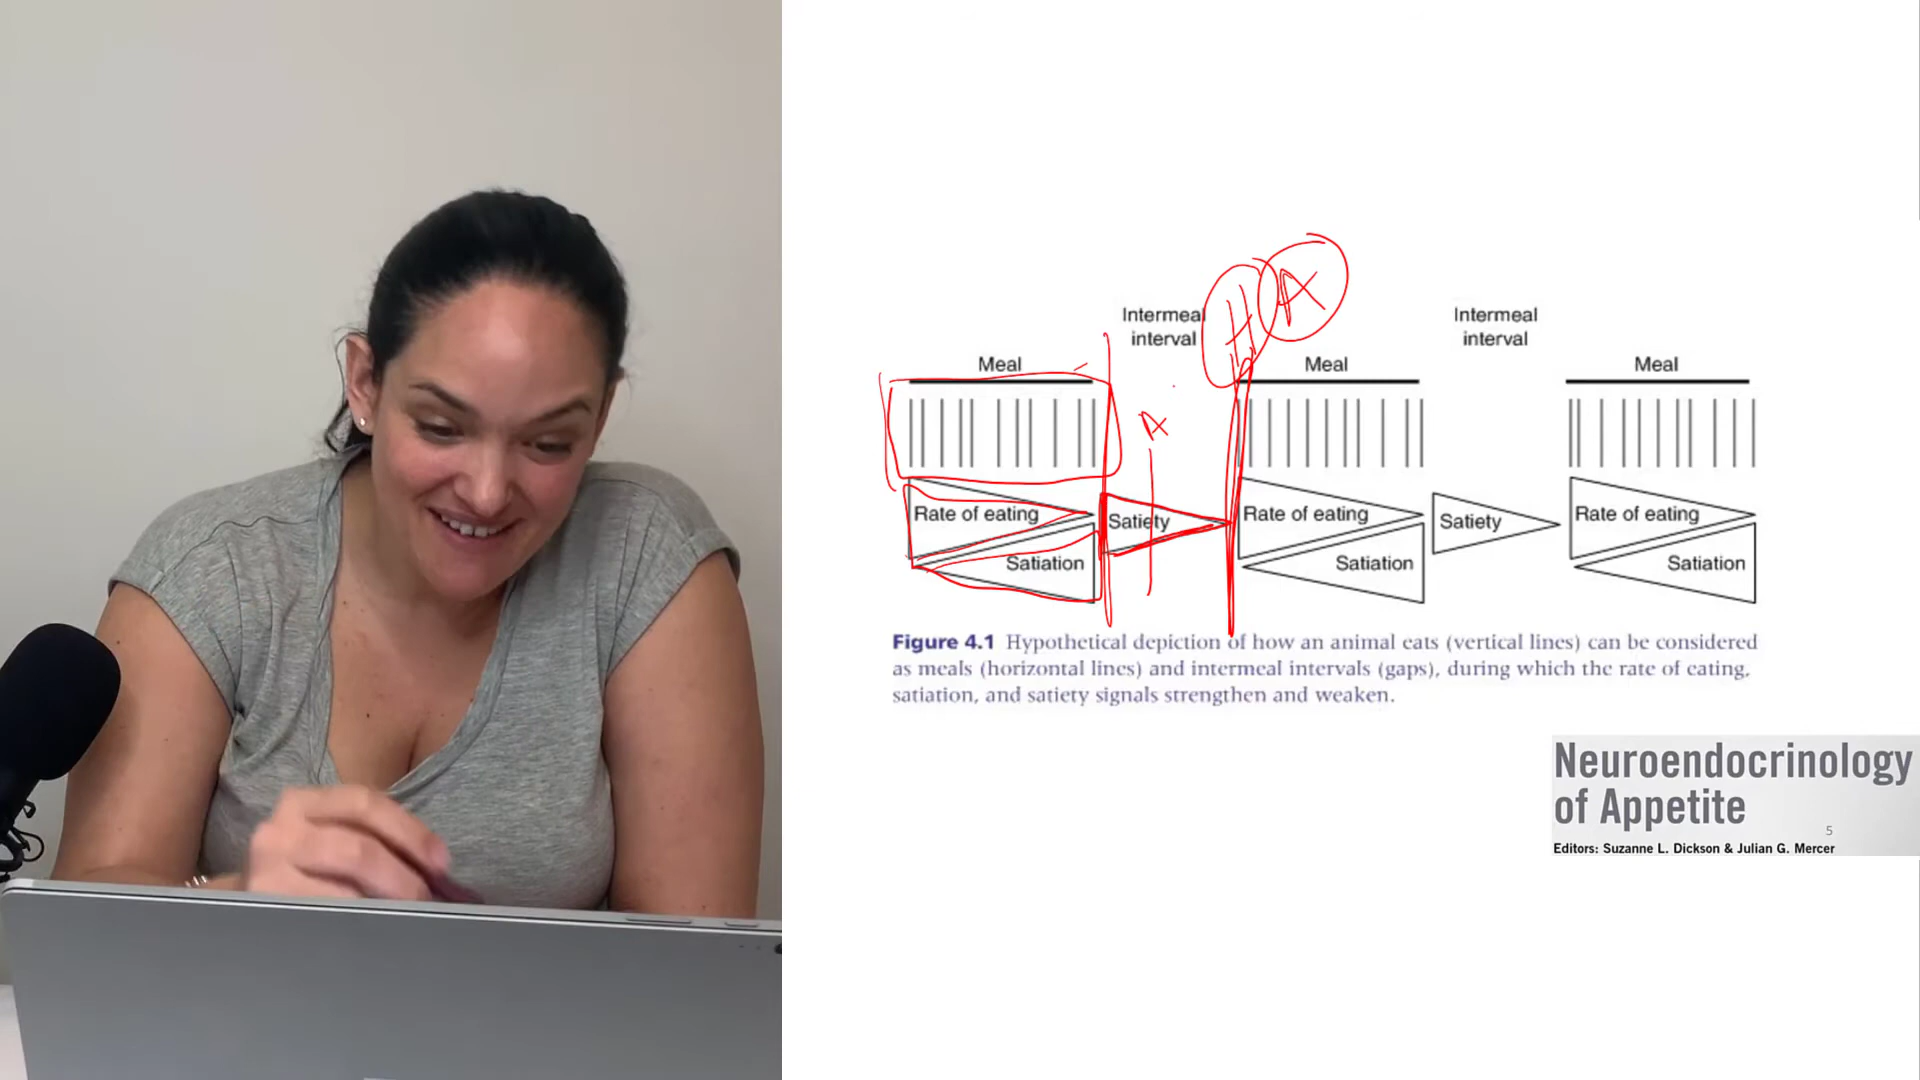 H A
Intermeal
interval
Intermeal
interval
Meal
Meal
Meal
A
Rate of eating
Satiety
Rate of eating
Satiety
Rate of eating
Satiation
Satiation
Satiation
Figure 4.1 Hypothetical depiction of how an animal eats (vertical lines) can be considered
as meals (horizontal lines) and intermeal intervals (gaps), during which the rate of eating,
satiation, and satiety signals strengthen and weaken.
Neuroendocrinology
of Appetite
5
Editors: Suzanne L. Dickson & Julian G. Mercer